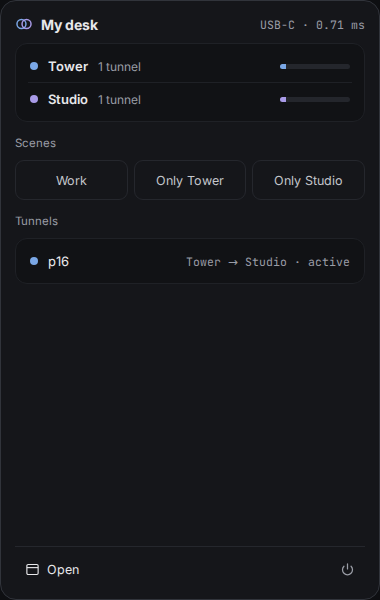 My desk USB-C · 0.71 ms
Tower 1 tunnel
Studio 1 tunnel
Scenes
Work Only Tower Only Studio
Tunnels
p16 Tower → Studio · active
Open